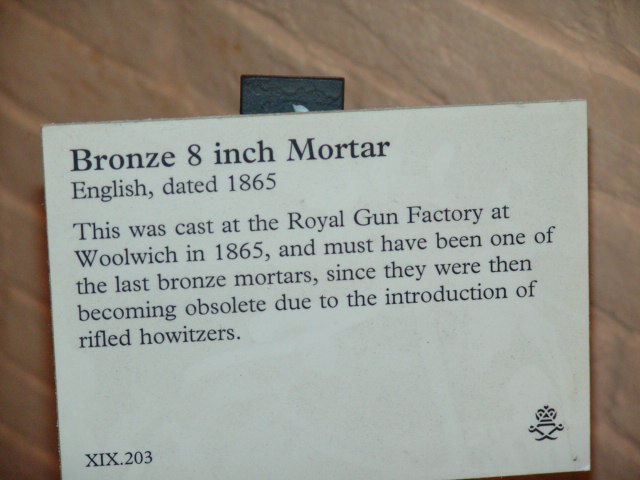 Bronze 8 inch Mortar
English, dated 1865
This was cast at the Royal Gun Factory at
Woolwich in 1865, and must have been one of
the last bronze mortars, since they were then
becoming obsolete due to the introduction of
rifled howitzers.
XIX.203